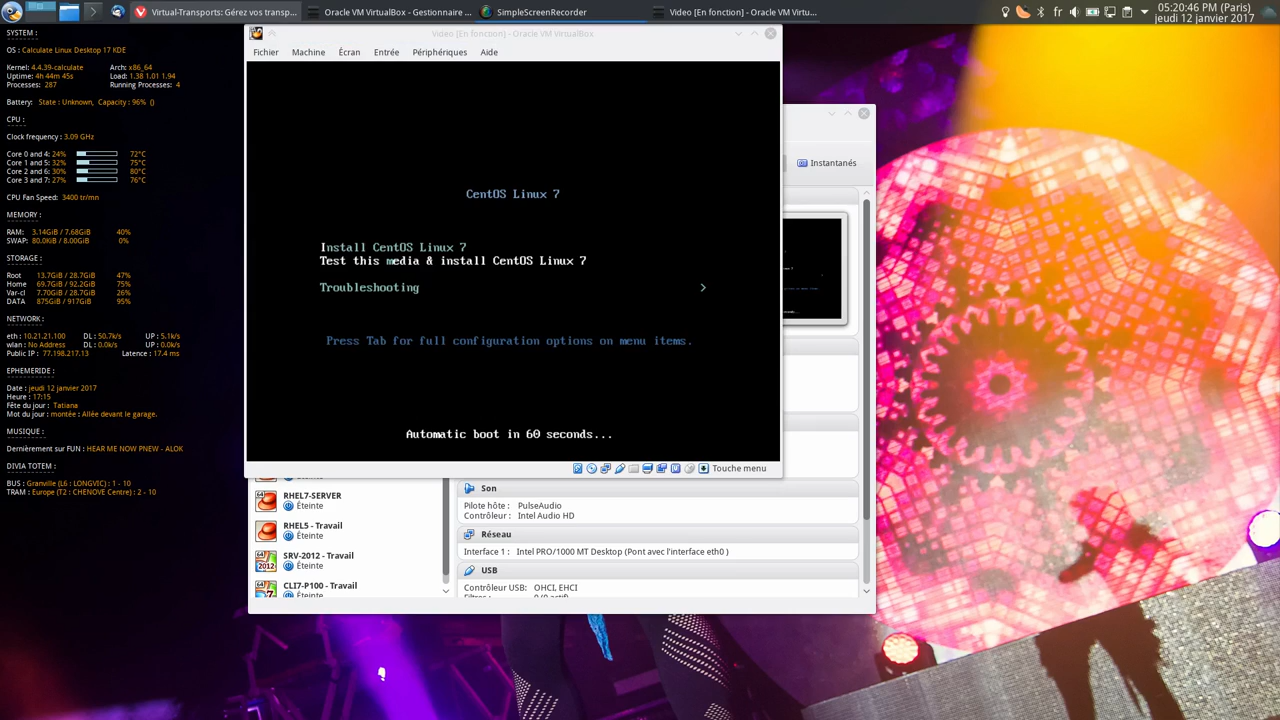 Virtual-Transports: Gérez vos transp...
Oracle VM VirtualBox - Gestionnaire ...
SimpleScreenRecorder
Video [En fonction] - Oracle VM Virtu...
05:20:46 PM (Paris)
jeudi 12 janvier 2017
SYSTEM :
OS : Calculate Linux Desktop 17 KDE
Kernel: 4.4.39-calculate Arch: x86_64
Uptime: 4h 44m 45s Load: 1.38 1.01 1.94
Processes: 287 Running Processes: 4
Battery: State : Unknown, Capacity : 96% ()
CPU :
Clock frequency : 3.09 GHz
Core 0 and 4: 24% 72°C
Core 1 and 5: 32% 75°C
Core 2 and 6: 30% 80°C
Core 3 and 7: 27% 76°C
CPU Fan Speed: 3400 tr/mn
MEMORY :
RAM: 3.14GiB / 7.68GiB 40%
SWAP: 80.0KiB / 8.00GiB 0%
STORAGE :
Root 13.7GiB / 28.7GiB 47%
Home 69.7GiB / 92.2GiB 75%
Var-cl 7.70GiB / 28.7GiB 26%
DATA 875GiB / 917GiB 95%
NETWORK :
eth : 10.21.21.100 DL : 50.7k/s UP : 5.1k/s
wlan : No Address DL : 0.0k/s UP : 0.0k/s
Public IP : 77.198.217.13 Latence : 17.4 ms
EPHEMERIDE :
Date : jeudi 12 janvier 2017
Heure : 17:15
Fête du jour : Tatiana
Mot du jour : montée : Allée devant le garage.
MUSIQUE :
Dernièrement sur FUN : HEAR ME NOW PNEW - ALOK
DIVIA TOTEM :
BUS : Granville (L6 : LONGVIC) : 1 - 10
TRAM : Europe (T2 : CHENOVE Centre) : 2 - 10
Video [En fonction] - Oracle VM VirtualBox
Fichier Machine Écran Entrée Périphériques Aide
CentOS Linux 7
Install CentOS Linux 7
Test this media & install CentOS Linux 7
Troubleshooting >
Press Tab for full configuration options on menu items.
Automatic boot in 60 seconds...
Touche menu
Instantanés
Éteinte
RHEL7-SERVER
Éteinte
RHEL5 - Travail
Éteinte
SRV-2012 - Travail
Éteinte
2012
CLI7-P100 - Travail
Éteinte
Son
Pilote hôte : PulseAudio
Contrôleur : Intel Audio HD
Réseau
Interface 1 : Intel PRO/1000 MT Desktop (Pont avec l'interface eth0 )
USB
Contrôleur USB: OHCI, EHCI
Filtres : 0 (0 actif)